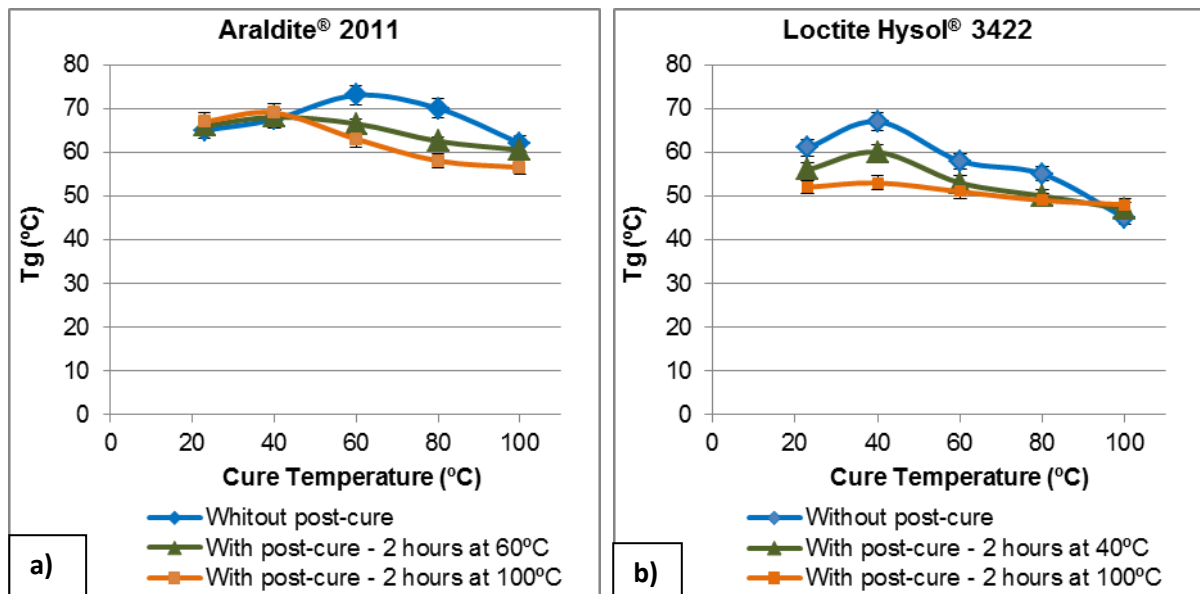 Araldite® 2011
80
70
60
50
40
30
20
10
0
Tg (ºC)
0 20 40 60 80 100
Cure Temperature (ºC)
Whitout post-cure
With post-cure - 2 hours at 60ºC
With post-cure - 2 hours at 100ºC
a)
Loctite Hysol® 3422
80
70
60
50
40
30
20
10
0
Tg (ºC)
0 20 40 60 80 100
Cure Temperature (ºC)
Without post-cure
With post-cure - 2 hours at 40ºC
With post-cure - 2 hours at 100ºC
b)